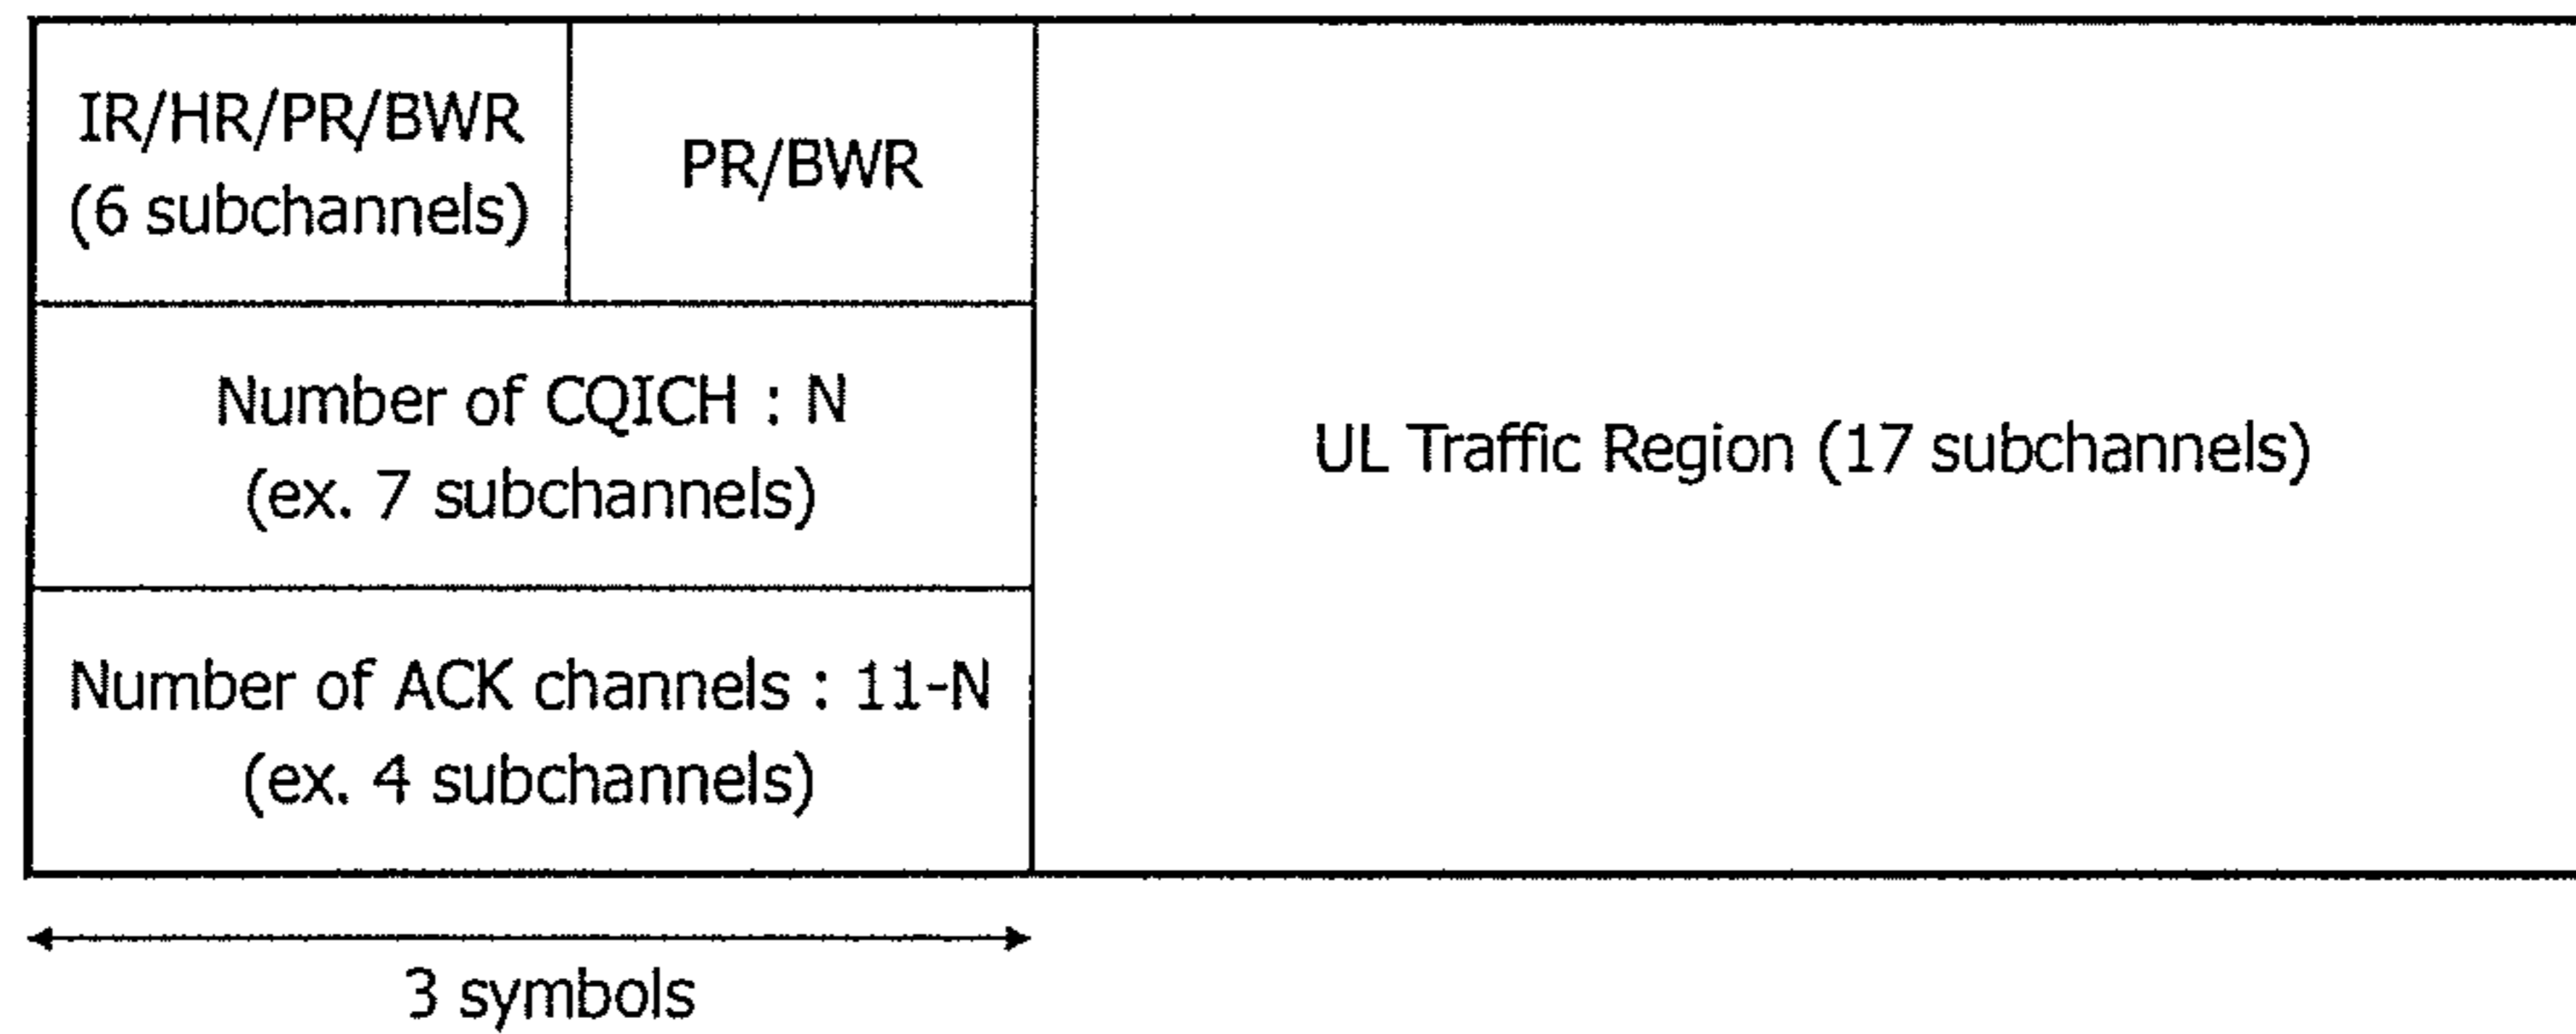 IR/HR/PR/BWR
(6 subchannels)
PR/BWR
Number of CQICH : N
(ex. 7 subchannels)
Number of ACK channels : 11-N
(ex. 4 subchannels)
UL Traffic Region (17 subchannels)
3 symbols